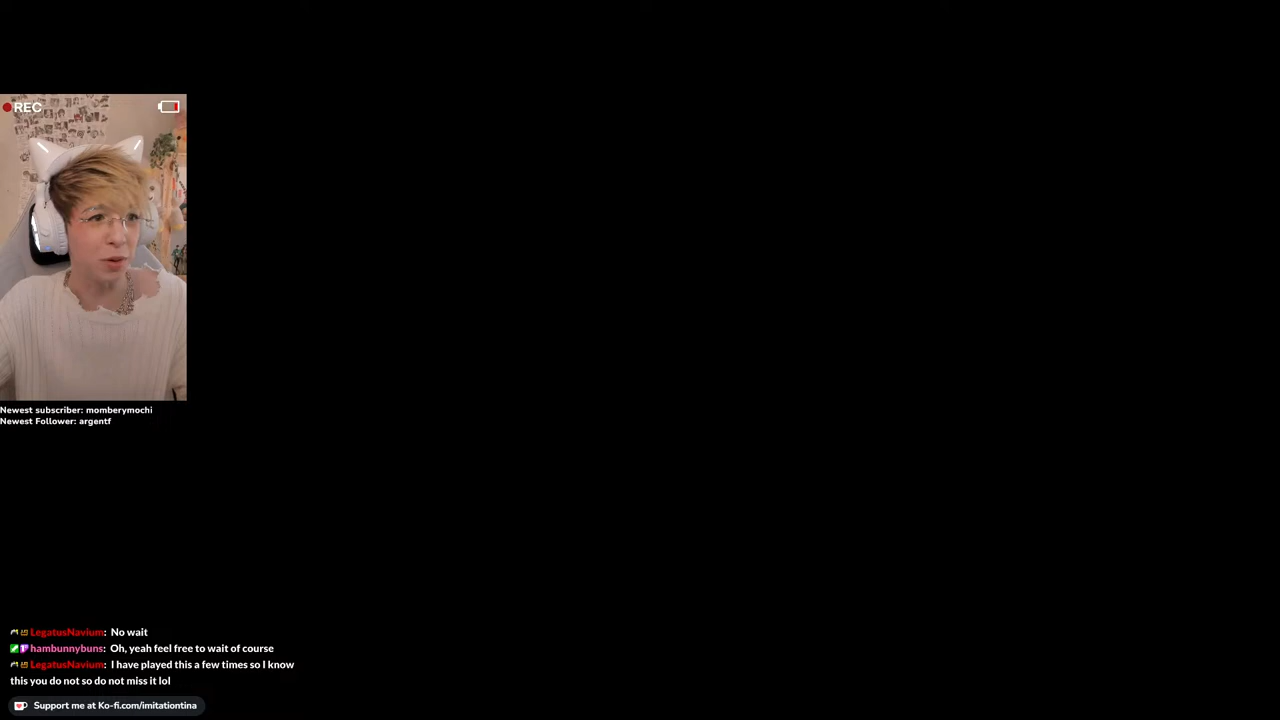 REC
Newest subscriber: momberymochi
Newest Follower: argentf
LegatusNavium: No wait
hambunnybuns: Oh, yeah feel free to wait of course
LegatusNavium: I have played this a few times so I know
this you do not so do not miss it lol
Support me at Ko-fi.com/imitationtina